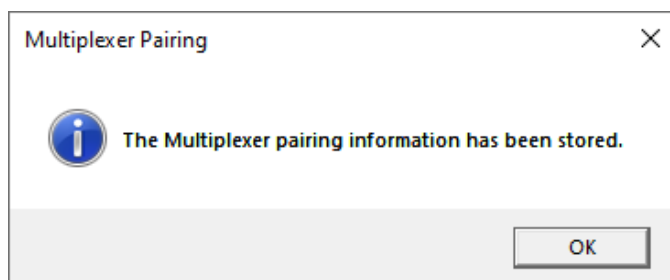 Multiplexer Pairing
The Multiplexer pairing information has been stored.
OK